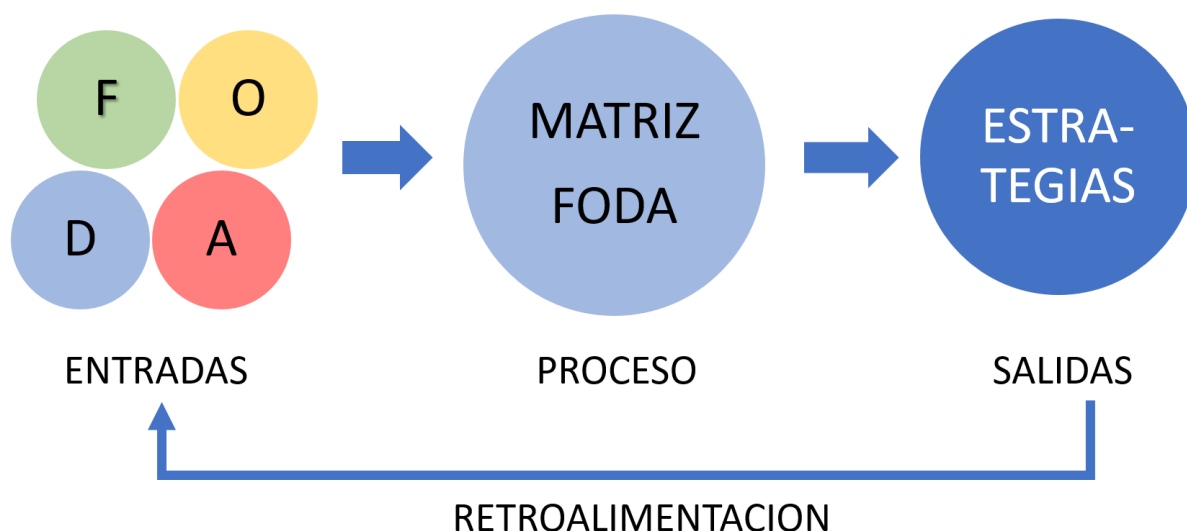 F O
D A
MATRIZ
FODA
ESTRA-
TEGIAS
ENTRADAS
PROCESO
SALIDAS
RETROALIMENTACION